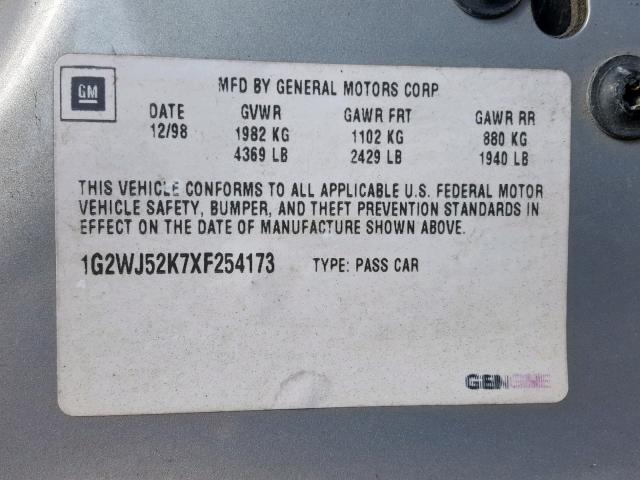 GM
MFD BY GENERAL MOTORS CORP
DATE GVWR GAWR FRT GAWR RR
12/98 1982 KG 1102 KG 880 KG
4369 LB 2429 LB 1940 LB
THIS VEHICLE CONFORMS TO ALL APPLICABLE U.S. FEDERAL MOTOR
VEHICLE SAFETY, BUMPER, AND THEFT PREVENTION STANDARDS IN
EFFECT ON THE DATE OF MANUFACTURE SHOWN ABOVE.
1G2WJ52K7XF254173 TYPE: PASS CAR